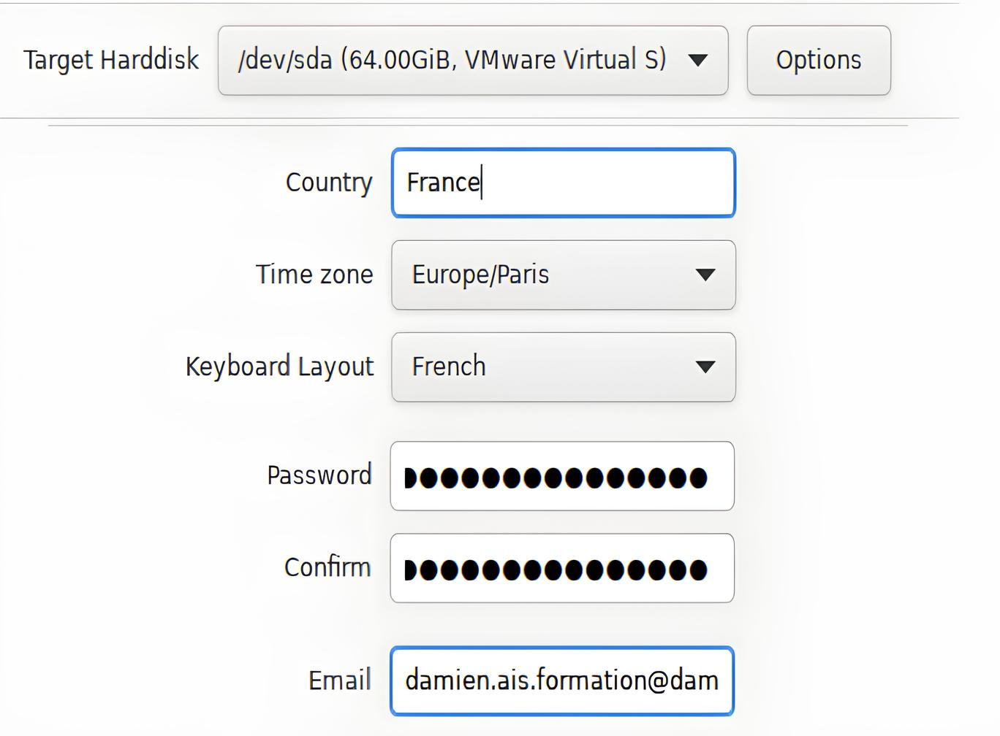 Target Harddisk /dev/sda (64.00GiB, VMware Virtual S) Options
Country France
Time zone Europe/Paris
Keyboard Layout French
Password ●●●●●●●●●●●●●●●
Confirm ●●●●●●●●●●●●●●●
Email damien.ais.formation@dam